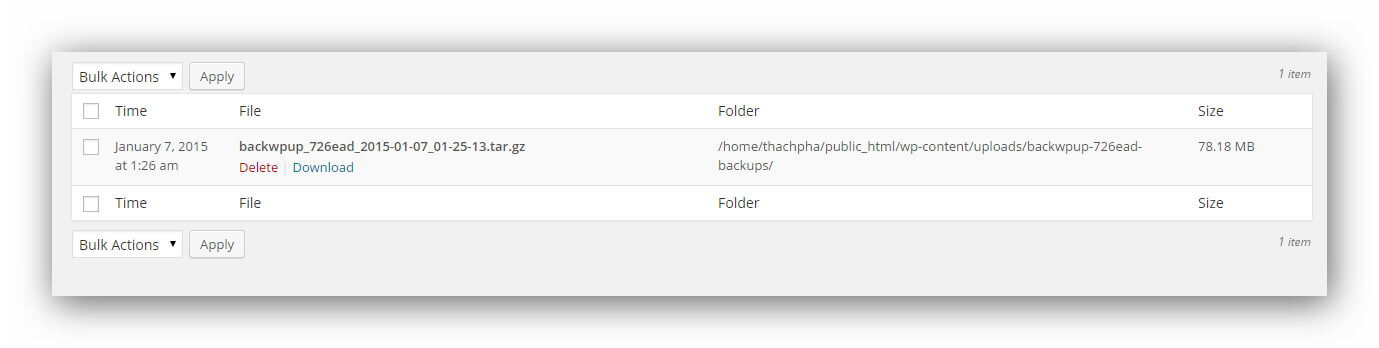 Bulk Actions Apply 1 item
Time File Folder Size
January 7, 2015 backwpup_726ead_2015-01-07_01-25-13.tar.gz /home/thachpha/public_html/wp-content/uploads/backwpup-726ead- 78.18 MB
at 1:26 am Delete | Download backups/
Time File Folder Size
Bulk Actions Apply 1 item